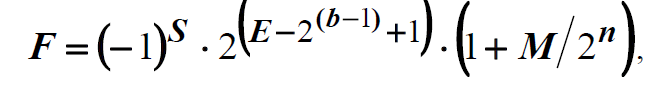 F = (−1)^S · 2^(E−2^(b−1)+1) · (1 + M/2^n),